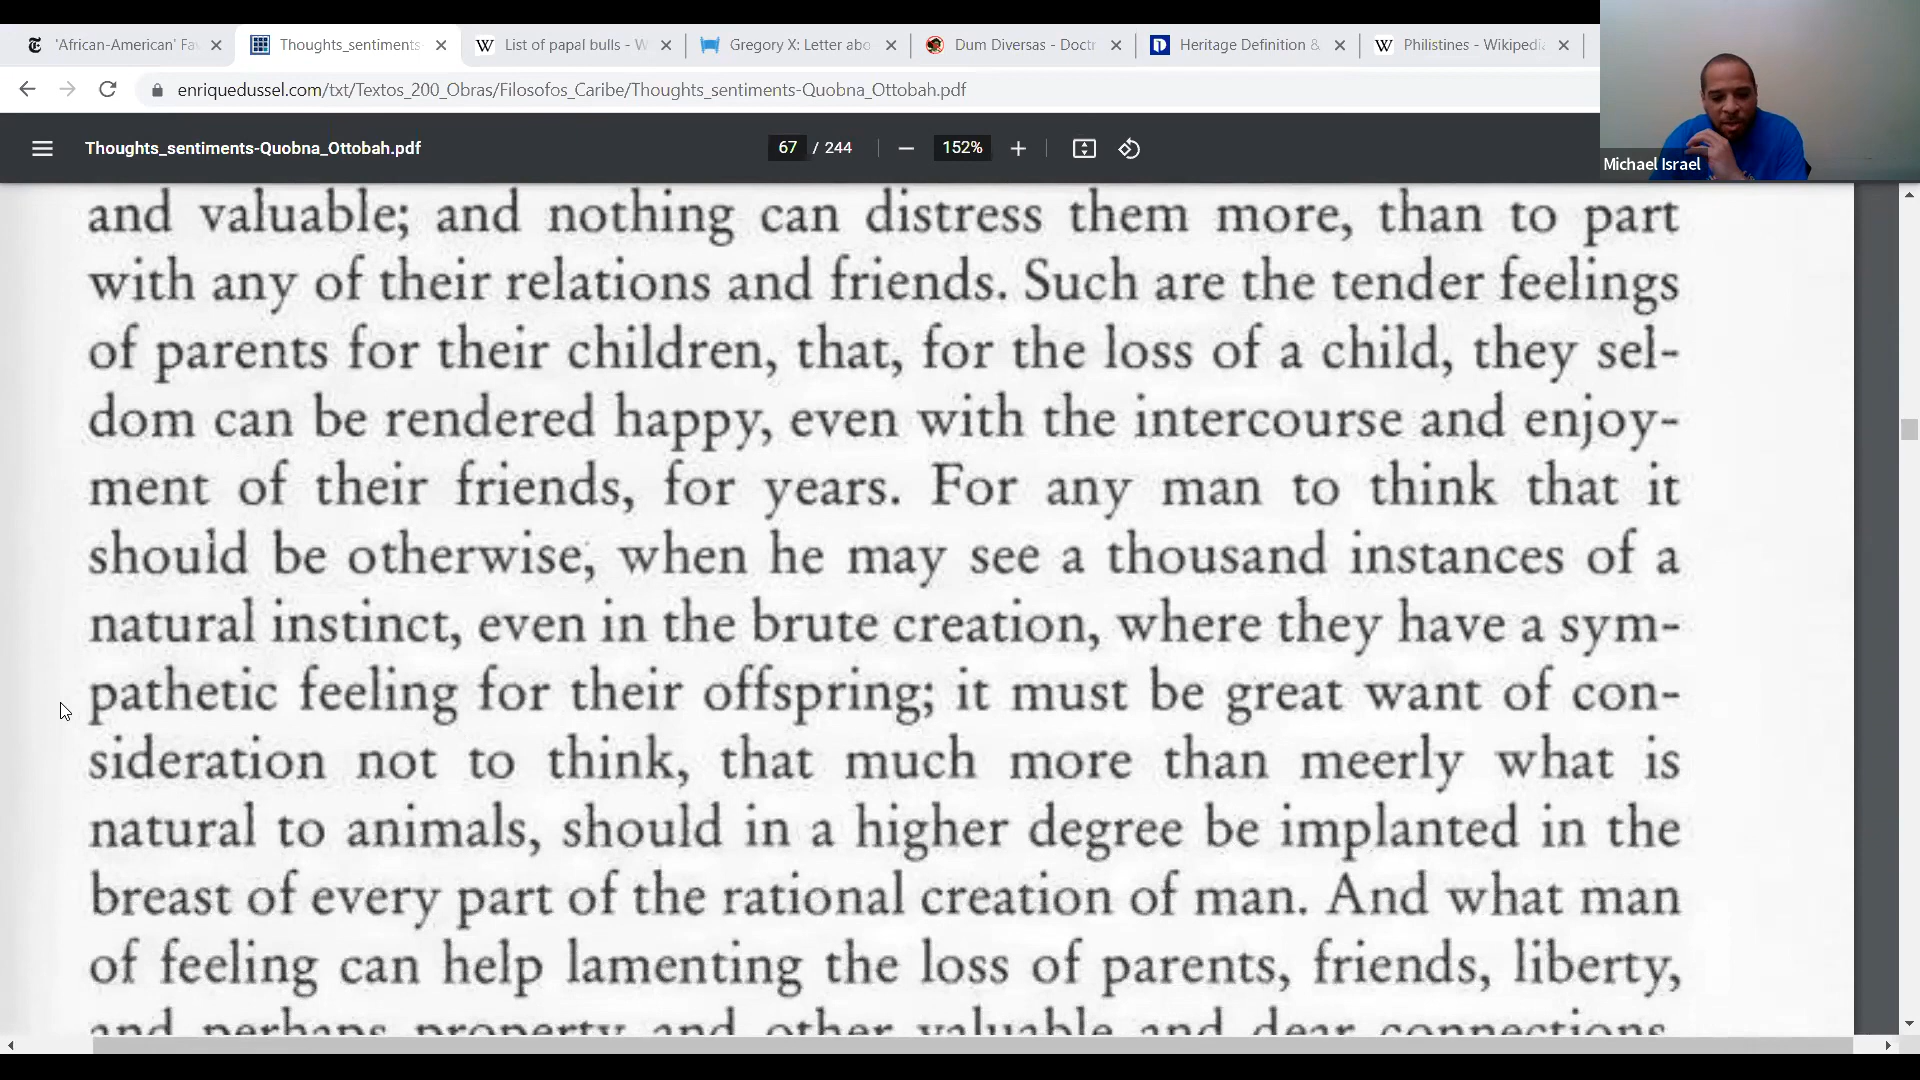 'African-American' Fa
Thoughts_sentiments-
List of papal bulls - W
Gregory X: Letter abo
Dum Diversas - Doctr
Heritage Definition &
Philistines - Wikipedia
enriquedussel.com/txt/Textos_200_Obras/Filosofos_Caribe/Thoughts_sentiments-Quobna_Ottobah.pdf
Thoughts_sentiments-Quobna_Ottobah.pdf
67 / 244
152%
Michael Israel
and valuable; and nothing can distress them more, than to part
with any of their relations and friends. Such are the tender feelings
of parents for their children, that, for the loss of a child, they sel-
dom can be rendered happy, even with the intercourse and enjoy-
ment of their friends, for years. For any man to think that it
should be otherwise, when he may see a thousand instances of a
natural instinct, even in the brute creation, where they have a sym-
pathetic feeling for their offspring; it must be great want of con-
sideration not to think, that much more than meerly what is
natural to animals, should in a higher degree be implanted in the
breast of every part of the rational creation of man. And what man
of feeling can help lamenting the loss of parents, friends, liberty,
and perhaps property and other valuable and dear connections.